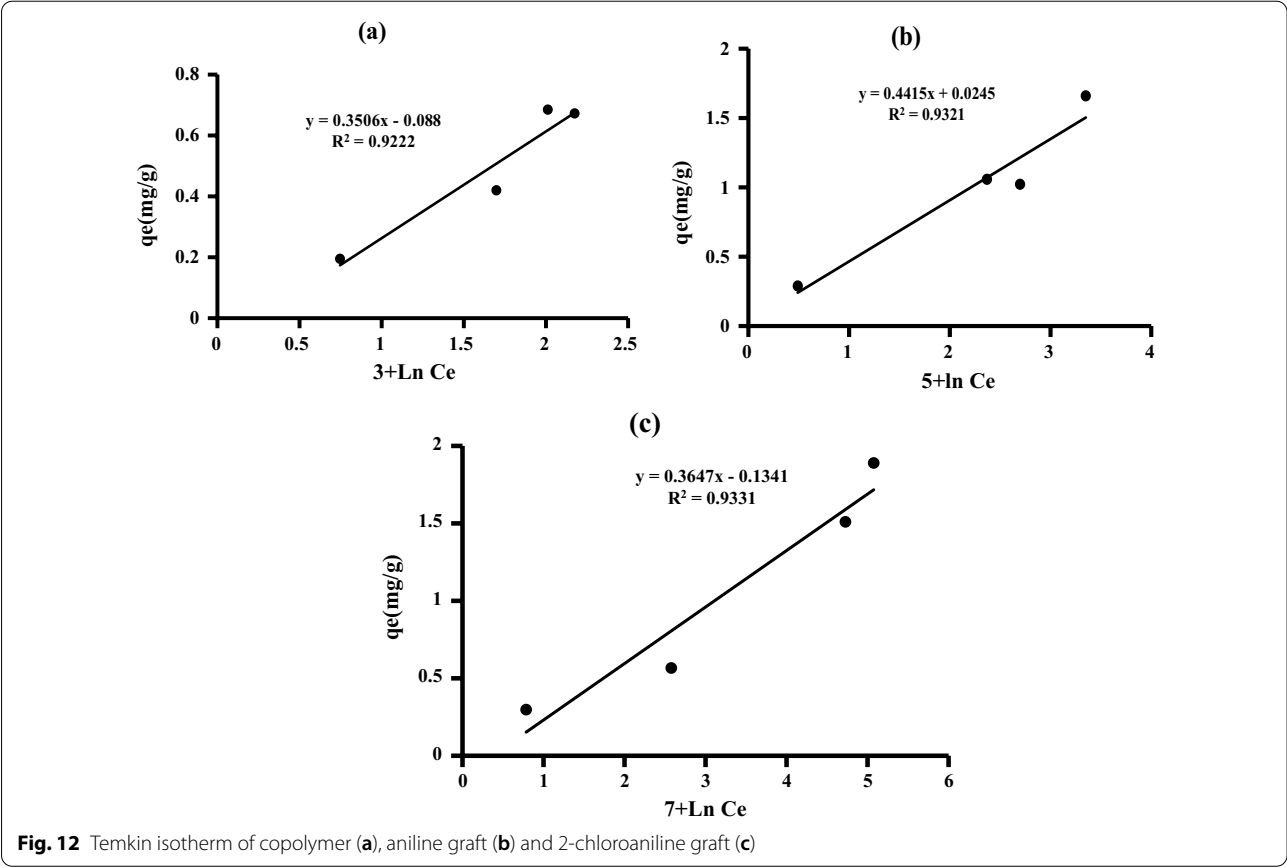 (a)
0.8
0.6
0.4
0.2
0
y = 0.3506x - 0.088
R² = 0.9222
qe(mg/g)
0 0.5 1 1.5 2 2.5
3+Ln Ce
(b)
2
1.5
1
0.5
0
y = 0.4415x + 0.0245
R² = 0.9321
qe(mg/g)
0 1 2 3 4
5+ln Ce
(c)
2
1.5
1
0.5
0
y = 0.3647x - 0.1341
R² = 0.9331
qe(mg/g)
0 1 2 3 4 5 6
7+Ln Ce
Fig. 12 Temkin isotherm of copolymer (a), aniline graft (b) and 2-chloroaniline graft (c)